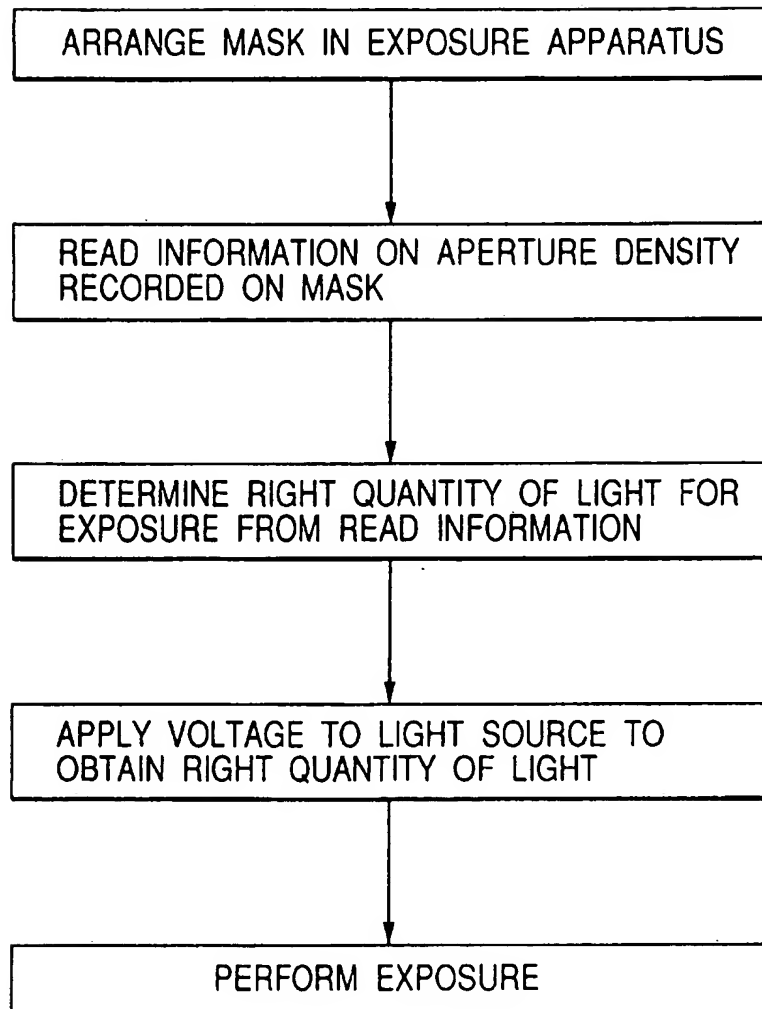 ARRANGE MASK IN EXPOSURE APPARATUS
READ INFORMATION ON APERTURE DENSITY
RECORDED ON MASK
DETERMINE RIGHT QUANTITY OF LIGHT FOR
EXPOSURE FROM READ INFORMATION
APPLY VOLTAGE TO LIGHT SOURCE TO
OBTAIN RIGHT QUANTITY OF LIGHT
PERFORM EXPOSURE